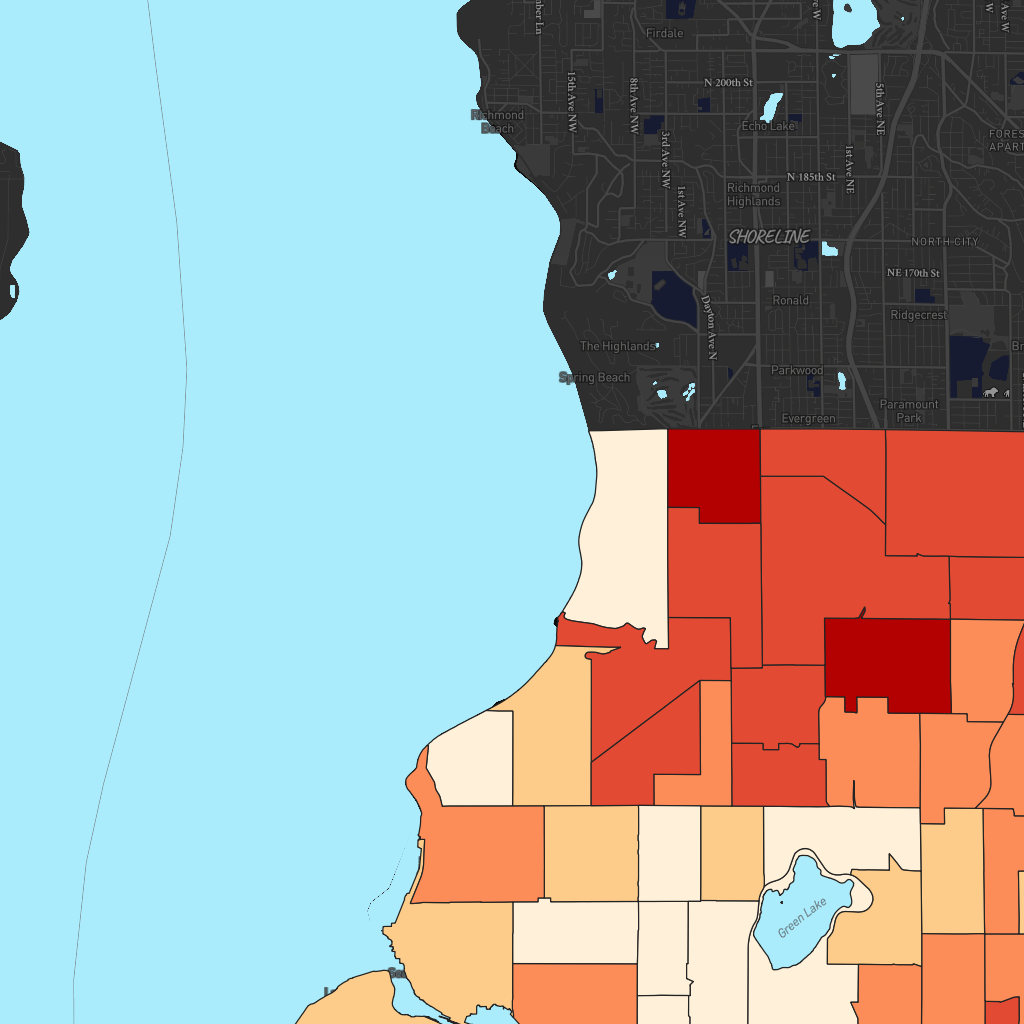 Firdale
15th Ave NW
8th Ave NW
N 200th St
5th Ave NE
Richmond
Beach
Echo Lake
3rd Ave NW
1st Ave NE
N 185th St
Richmond
Highlands
1st Ave NW
SHORELINE
NORTH CITY
NE 170th St
Ronald
Ridgecrest
Dayton Ave N
The Highlands
Spring Beach
Parkwood
Paramount
Park
Evergreen
Green Lake